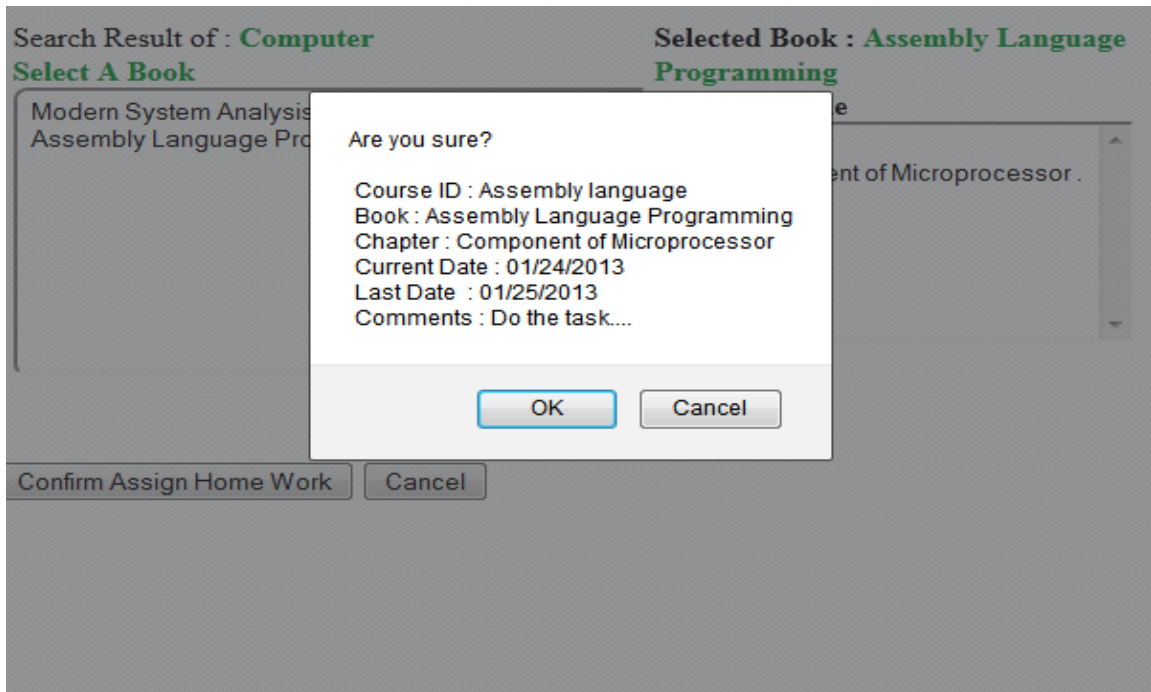 Search Result of : Computer
Select A Book
Modern System Analysis
Assembly Language
Selected Book : Assembly Language
Programming
of Microprocessor .
Are you sure?
Course ID : Assembly language
Book : Assembly Language Programming
Chapter : Component of Microprocessor
Current Date : 01/24/2013
Last Date : 01/25/2013
Comments : Do the task....
OK
Cancel
Confirm Assign Home Work
Cancel